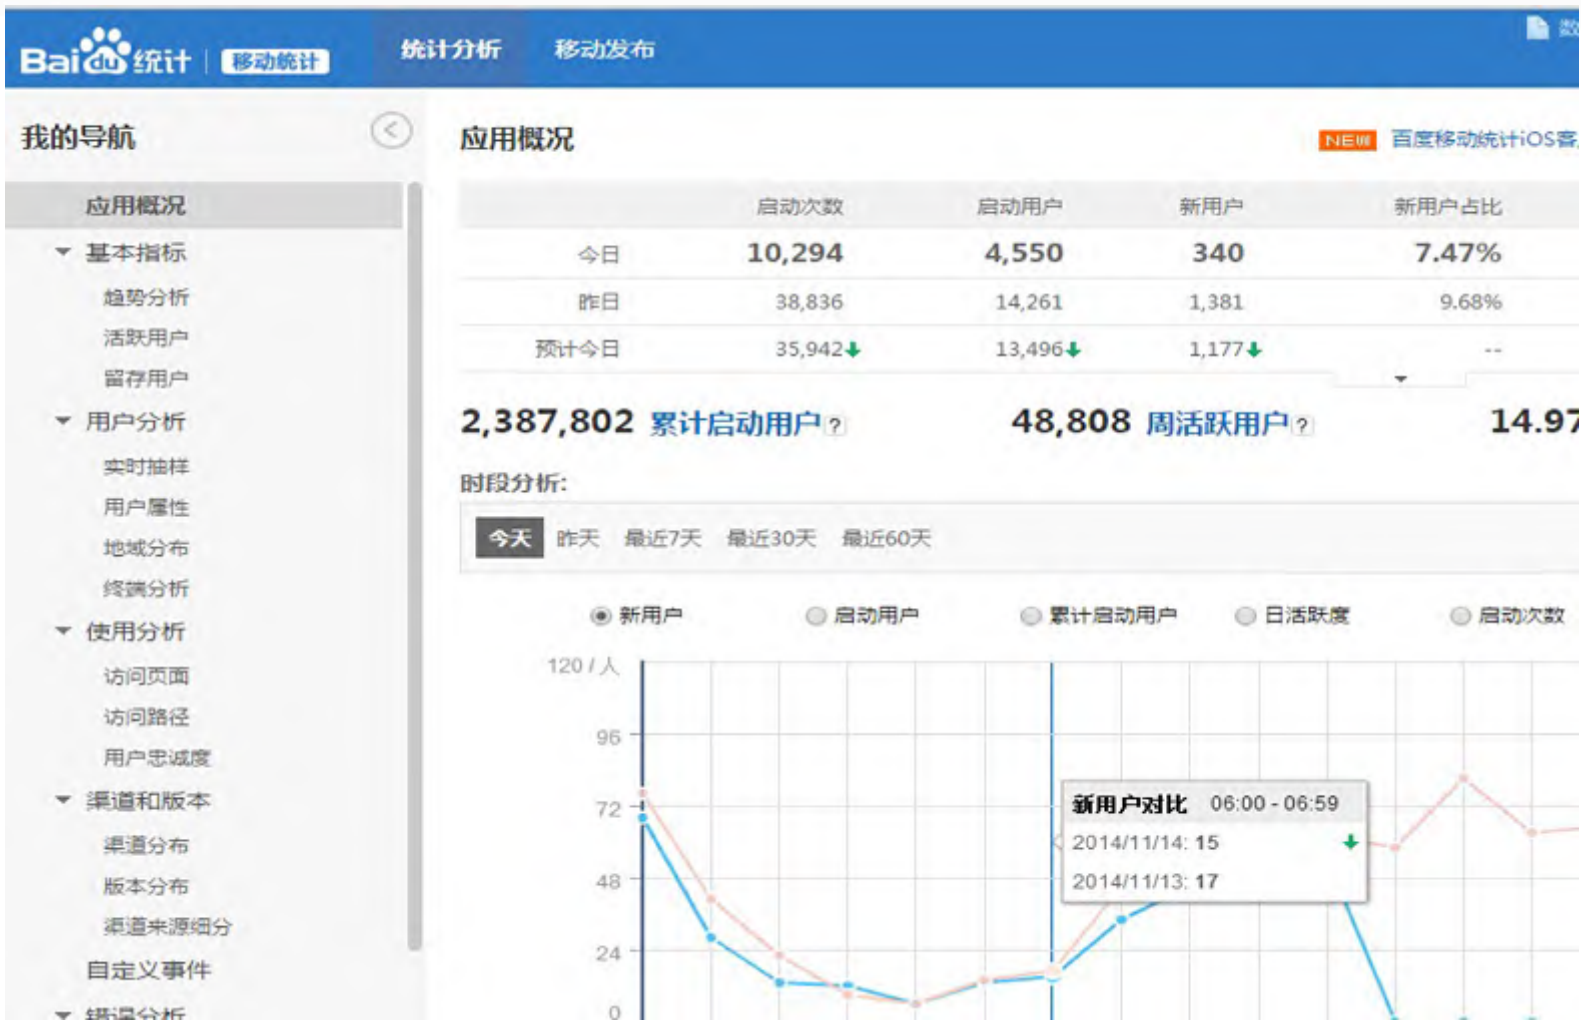 Baidu统计 | 移动统计 统计分析 移动发布 数
我的导航
应用概况
基本指标
趋势分析
活跃用户
留存用户
用户分析
实时抽样
用户属性
地域分布
终端分析
使用分析
访问页面
访问路径
用户忠诚度
渠道和版本
渠道分布
版本分布
渠道来源细分
自定义事件
错误分析
应用概况 NEW 百度移动统计iOS客
启动次数 启动用户 新用户 新用户占比
今日 10,294 4,550 340 7.47%
昨日 38,836 14,261 1,381 9.68%
预计今日 35,942 13,496 1,177 --
2,387,802 累计启动用户 ? 48,808 周活跃用户 ? 14.97
时段分析:
今天 昨天 最近7天 最近30天 最近60天
新用户 启动用户 累计启动用户 日活跃度 启动次数
120 / 人
96
72
48
24
0
新用户对比 06:00 - 06:59
2014/11/14: 15
2014/11/13: 17